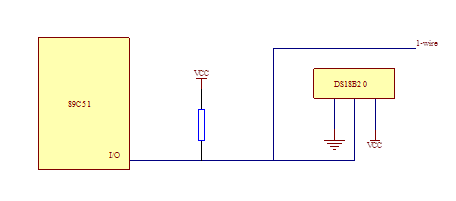 1-wire
VCC
DS18B20
89C51
VCC
I/O